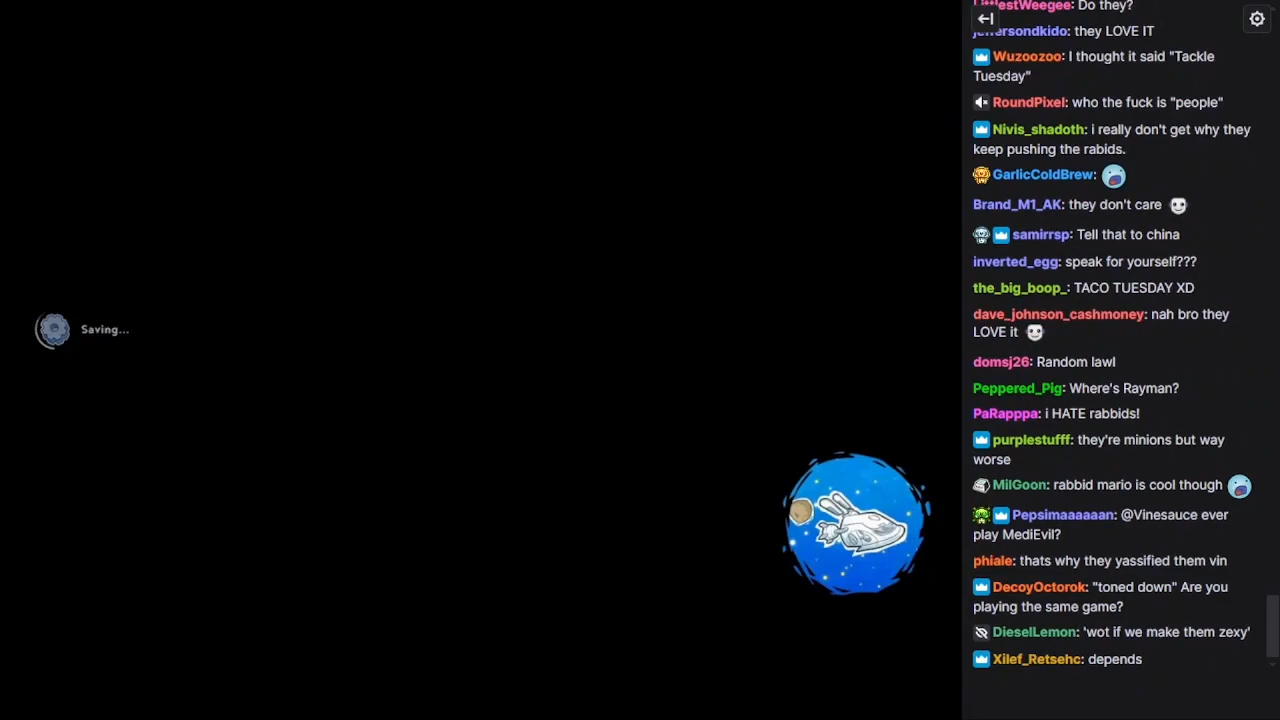 Saving...
LittlestWeegee: Do they?
jeffersondkido: they LOVE IT
Wuzoozoo: I thought it said "Tackle
Tuesday"
RoundPixel: who the fuck is "people"
Nivis_shadoth: i really don't get why they
keep pushing the rabids.
GarlicColdBrew:
Brand_M1_AK: they don't care
samirrsp: Tell that to china
inverted_egg: speak for yourself???
the_big_boop_: TACO TUESDAY XD
dave_johnson_cashmoney: nah bro they
LOVE it
domsj26: Random lawl
Peppered_Pig: Where's Rayman?
PaRapppa: i HATE rabbids!
purplestufff: they're minions but way
worse
MilGoon: rabbid mario is cool though
Pepsimaaaaaan: @Vinesauce ever
play MediEvil?
phiale: thats why they yassified them vin
DecoyOctorok: "toned down" Are you
playing the same game?
DieselLemon: 'wot if we make them zexy'
Xilef_Retsehc: depends